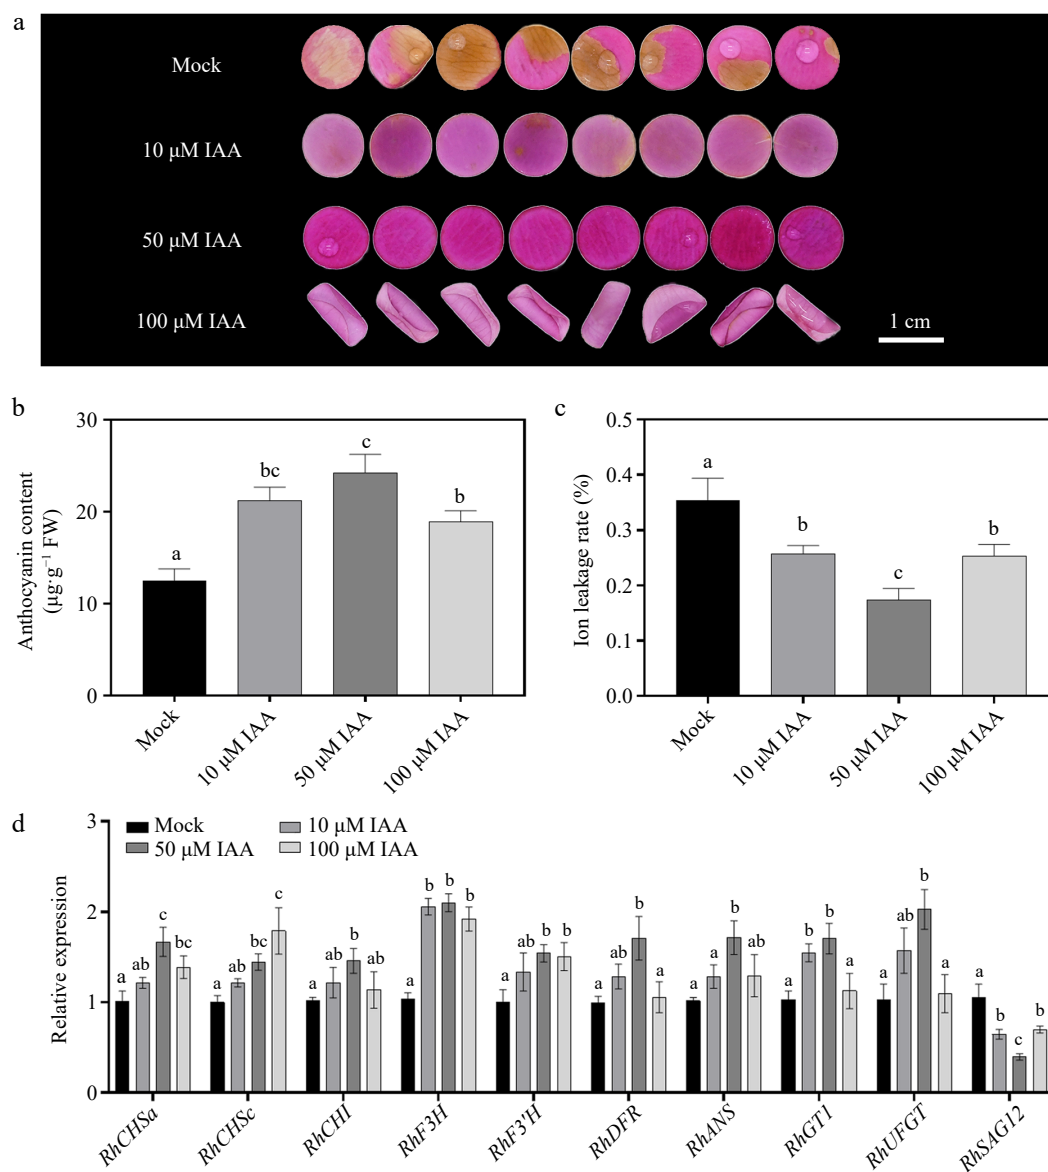 a
Mock
10 μM IAA
50 μM IAA
100 μM IAA
1 cm
b
Anthocyanin content
(μg·g⁻¹ FW)
30
20
10
0
a
bc
c
b
Mock
10 μM IAA
50 μM IAA
100 μM IAA
c
Ion leakage rate (%)
0.5
0.4
0.3
0.2
0.1
0.0
a
b
c
b
Mock
10 μM IAA
50 μM IAA
100 μM IAA
d
Relative expression
3
2
1
0
Mock
10 μM IAA
50 μM IAA
100 μM IAA
a ab c bc
a ab bc c
a ab b ab
a b b b
a ab b b
a ab b a
a a b ab
a b b a
a ab b a
a b c b
RhCHSa
RhCHSc
RhCHI
RhF3H
RhF3'H
RhDFR
RhANS
RhGT1
RhUFGT
RhSAG12